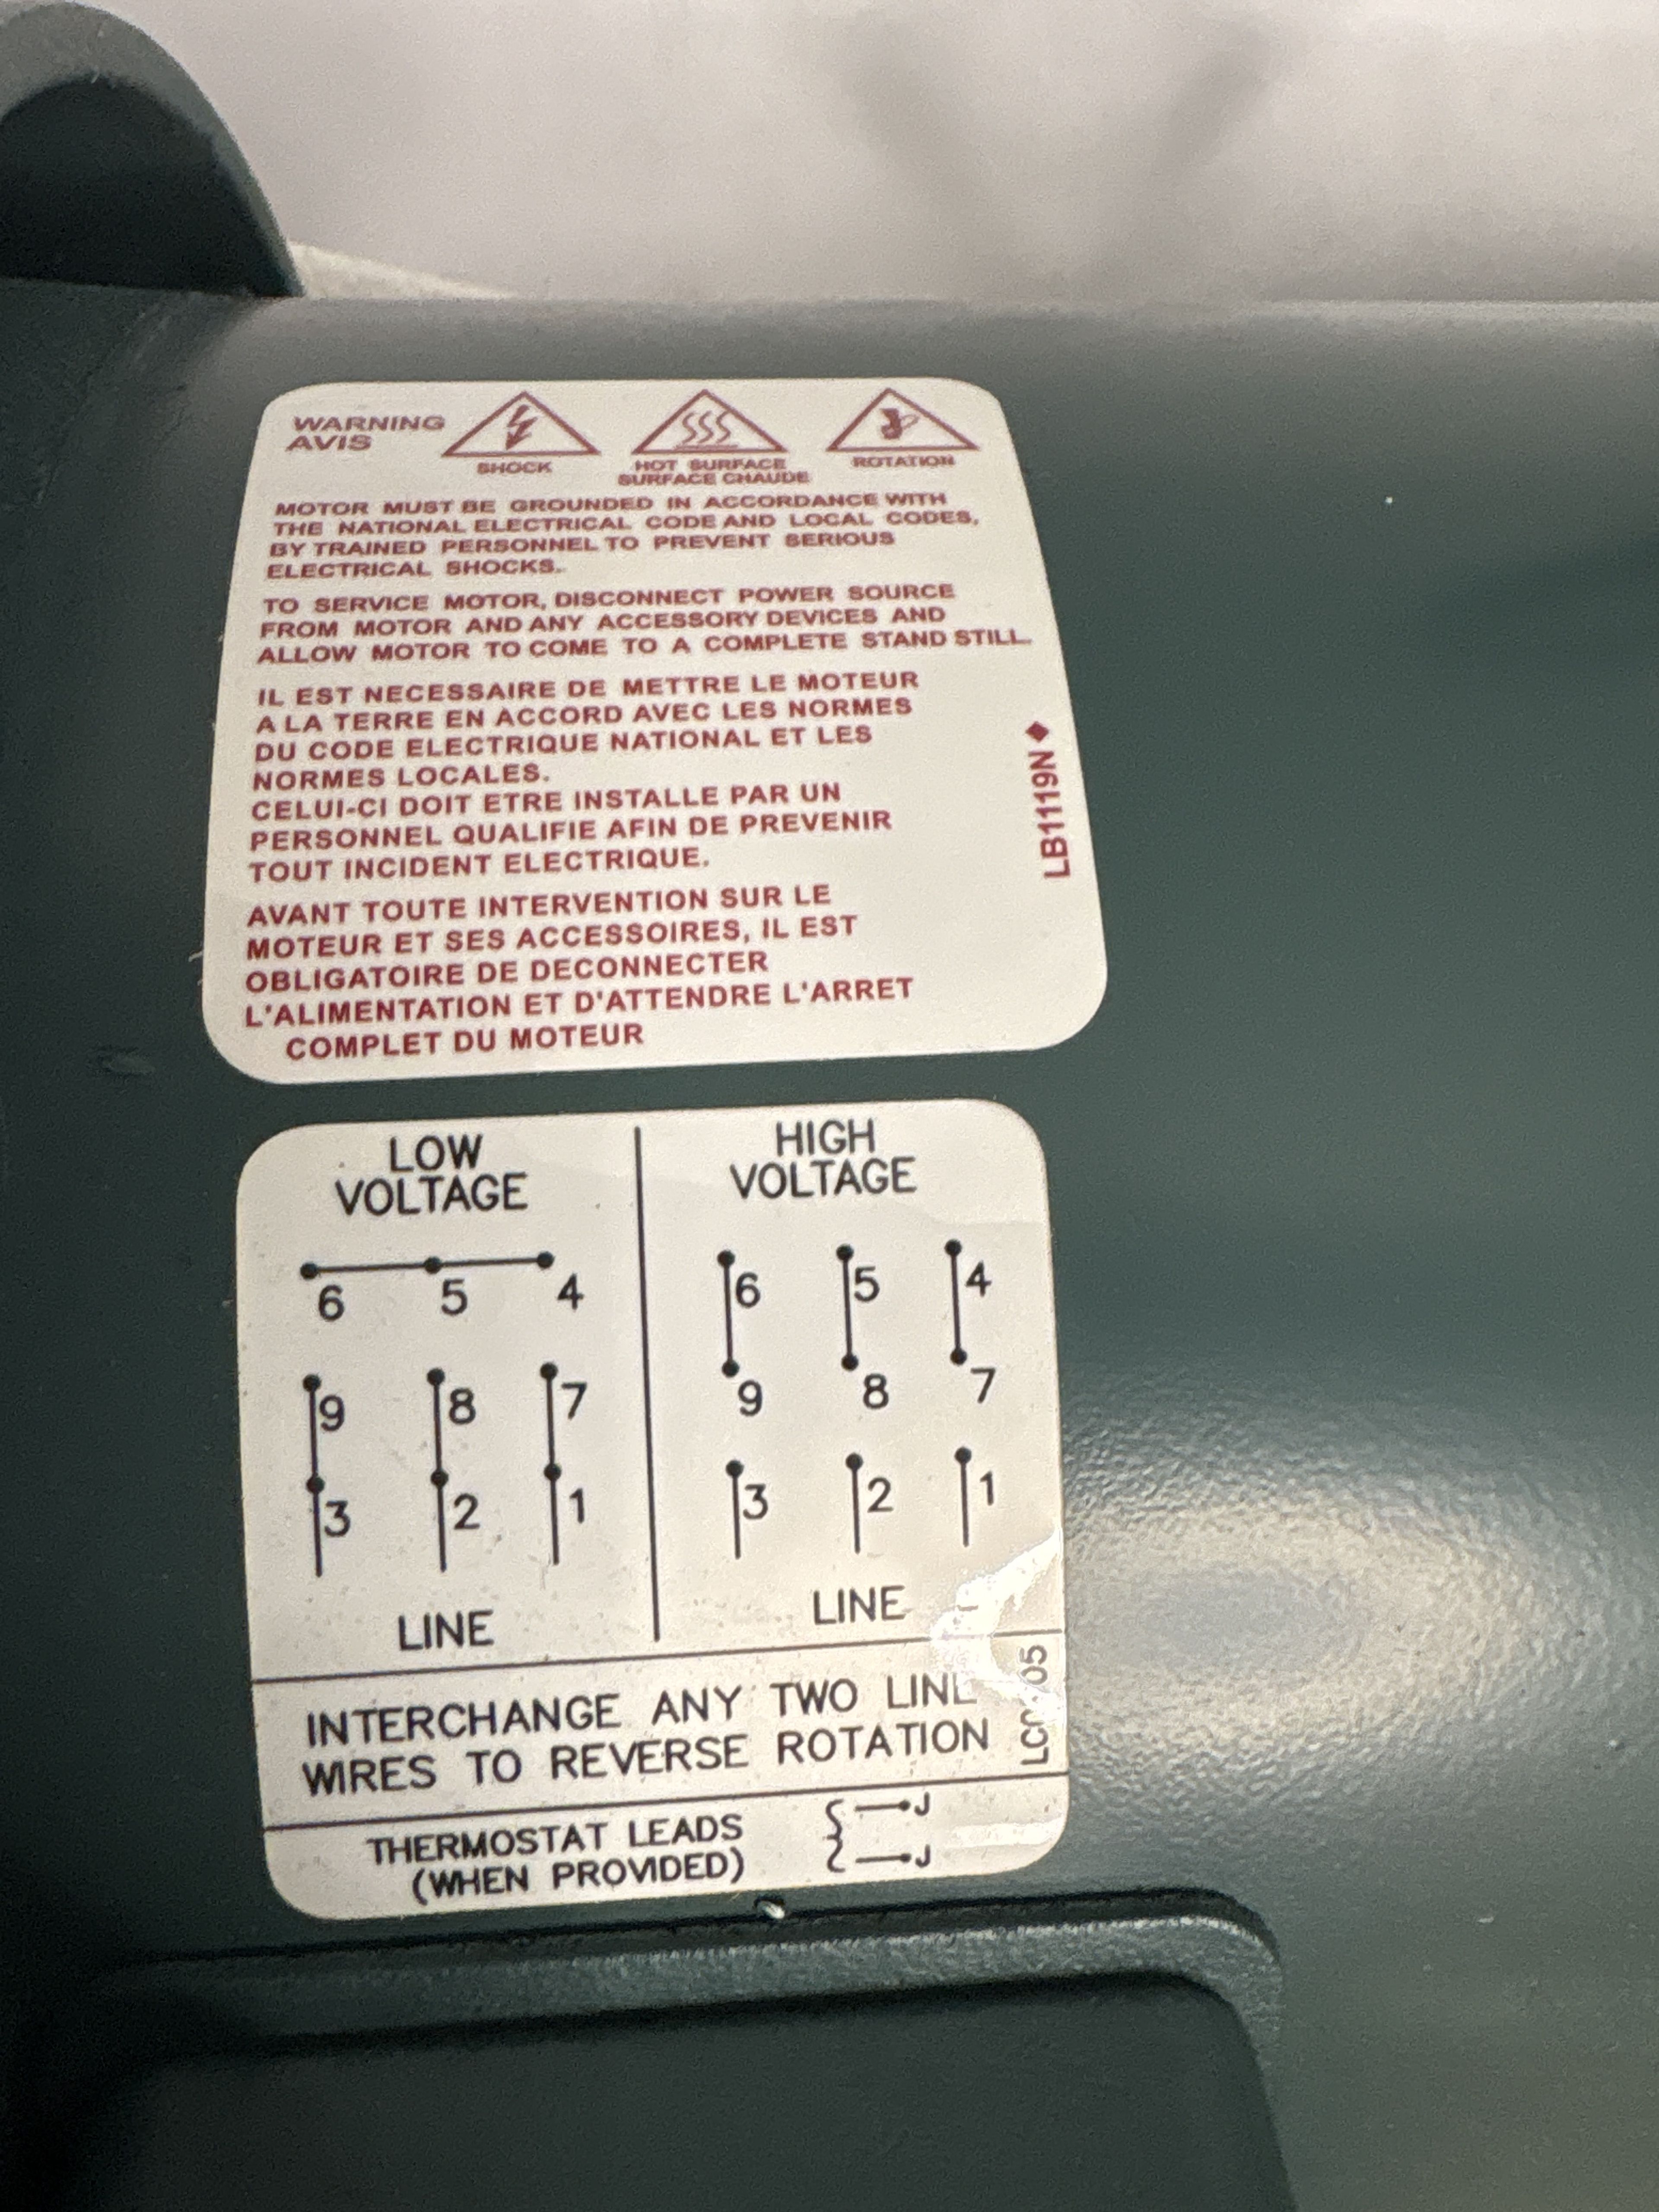 WARNING
AVIS
SHOCK
HOT SURFACE
SURFACE CHAUDE
ROTATION
MOTOR MUST BE GROUNDED IN ACCORDANCE WITH
THE NATIONAL ELECTRICAL CODE AND LOCAL CODES,
BY TRAINED PERSONNEL TO PREVENT SERIOUS
ELECTRICAL SHOCKS.
TO SERVICE MOTOR, DISCONNECT POWER SOURCE
FROM MOTOR AND ANY ACCESSORY DEVICES AND
ALLOW MOTOR TO COME TO A COMPLETE STAND STILL.
IL EST NECESSAIRE DE METTRE LE MOTEUR
A LA TERRE EN ACCORD AVEC LES NORMES
DU CODE ELECTRIQUE NATIONAL ET LES
NORMES LOCALES.
CELUI-CI DOIT ETRE INSTALLE PAR UN
PERSONNEL QUALIFIE AFIN DE PREVENIR
TOUT INCIDENT ELECTRIQUE.
AVANT TOUTE INTERVENTION SUR LE
MOTEUR ET SES ACCESSOIRES, IL EST
OBLIGATOIRE DE DECONNECTER
L'ALIMENTATION ET D'ATTENDRE L'ARRET
COMPLET DU MOTEUR
LB1119N
LOW
VOLTAGE
6 5 4
9 8 7
3 2 1
LINE
HIGH
VOLTAGE
6 5 4
9 8 7
3 2 1
LINE
INTERCHANGE ANY TWO LINE
WIRES TO REVERSE ROTATION
THERMOSTAT LEADS
(WHEN PROVIDED)
J
J